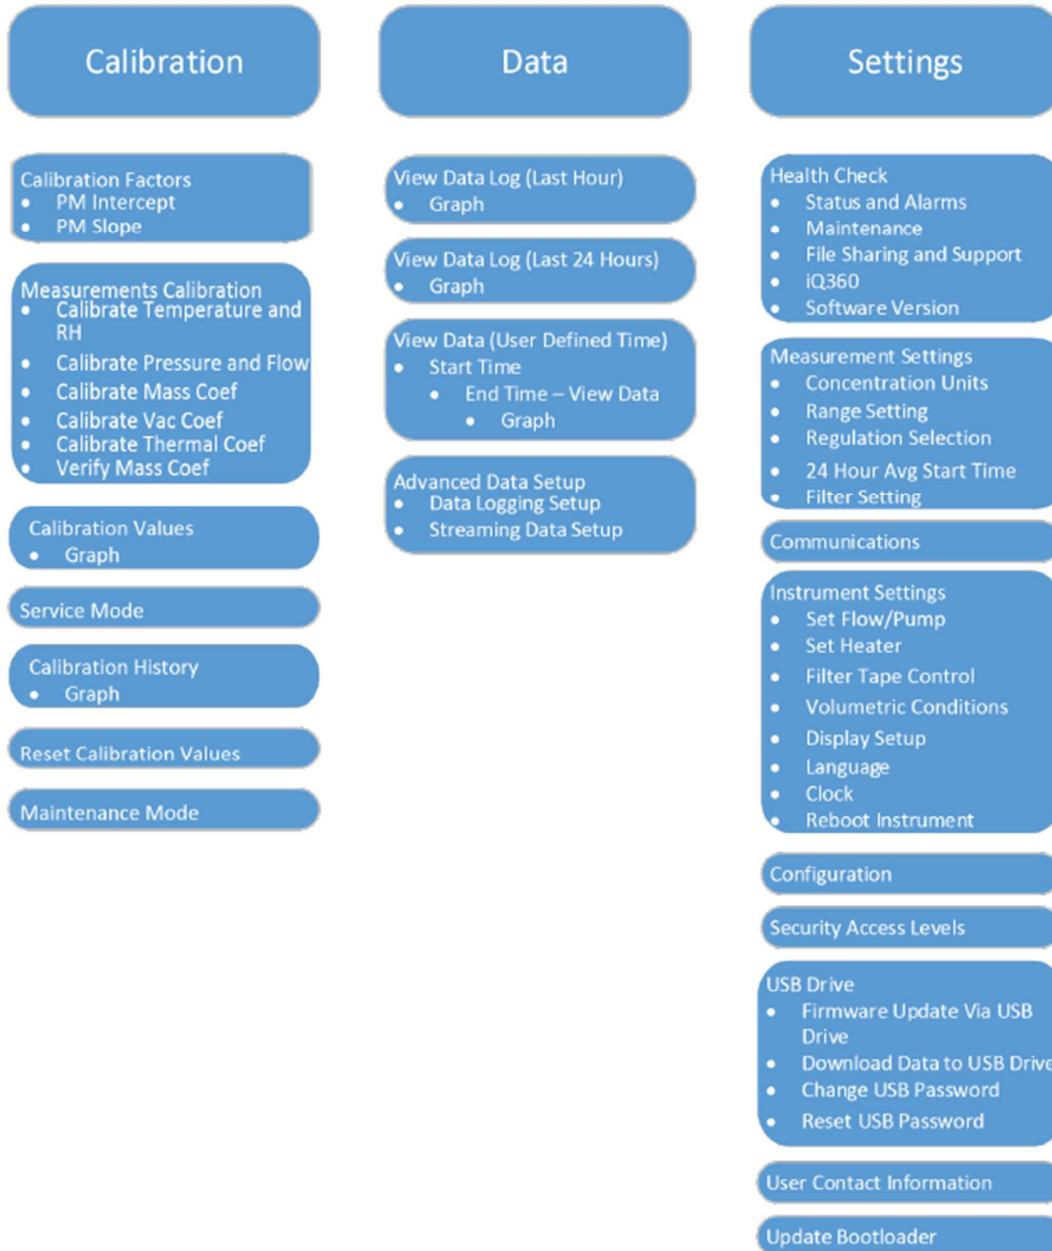 Calibration
Calibration Factors
• PM Intercept
• PM Slope
Measurements Calibration
• Calibrate Temperature and
RH
• Calibrate Pressure and Flow
• Calibrate Mass Coef
• Calibrate Vac Coef
• Calibrate Thermal Coef
• Verify Mass Coef
Calibration Values
• Graph
Service Mode
Calibration History
• Graph
Reset Calibration Values
Maintenance Mode
Data
View Data Log (Last Hour)
• Graph
View Data Log (Last 24 Hours)
• Graph
View Data (User Defined Time)
• Start Time
• End Time – View Data
• Graph
Advanced Data Setup
• Data Logging Setup
• Streaming Data Setup
Settings
Health Check
• Status and Alarms
• Maintenance
• File Sharing and Support
• iQ360
• Software Version
Measurement Settings
• Concentration Units
• Range Setting
• Regulation Selection
• 24 Hour Avg Start Time
• Filter Setting
Communications
Instrument Settings
• Set Flow/Pump
• Set Heater
• Filter Tape Control
• Volumetric Conditions
• Display Setup
• Language
• Clock
• Reboot Instrument
Configuration
Security Access Levels
USB Drive
• Firmware Update Via USB
Drive
• Download Data to USB Drive
• Change USB Password
• Reset USB Password
User Contact Information
Update Bootloader